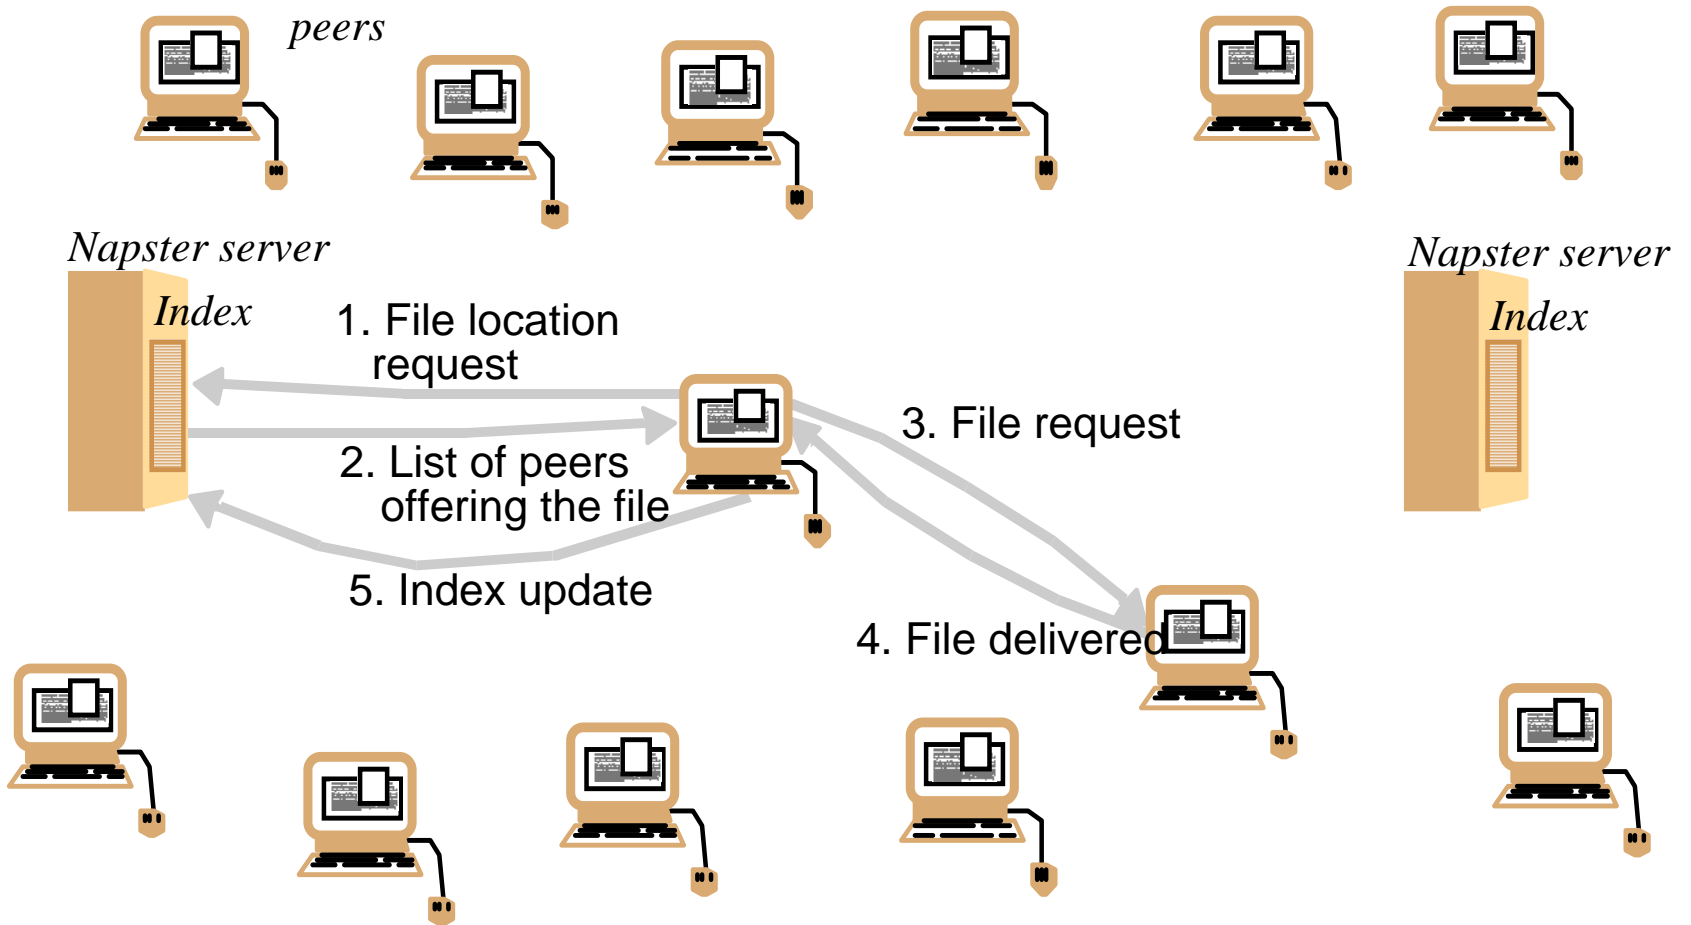 peers
Napster server
Index
Napster server
Index
1. File location
request
2. List of peers
offering the file
3. File request
5. Index update
4. File delivered